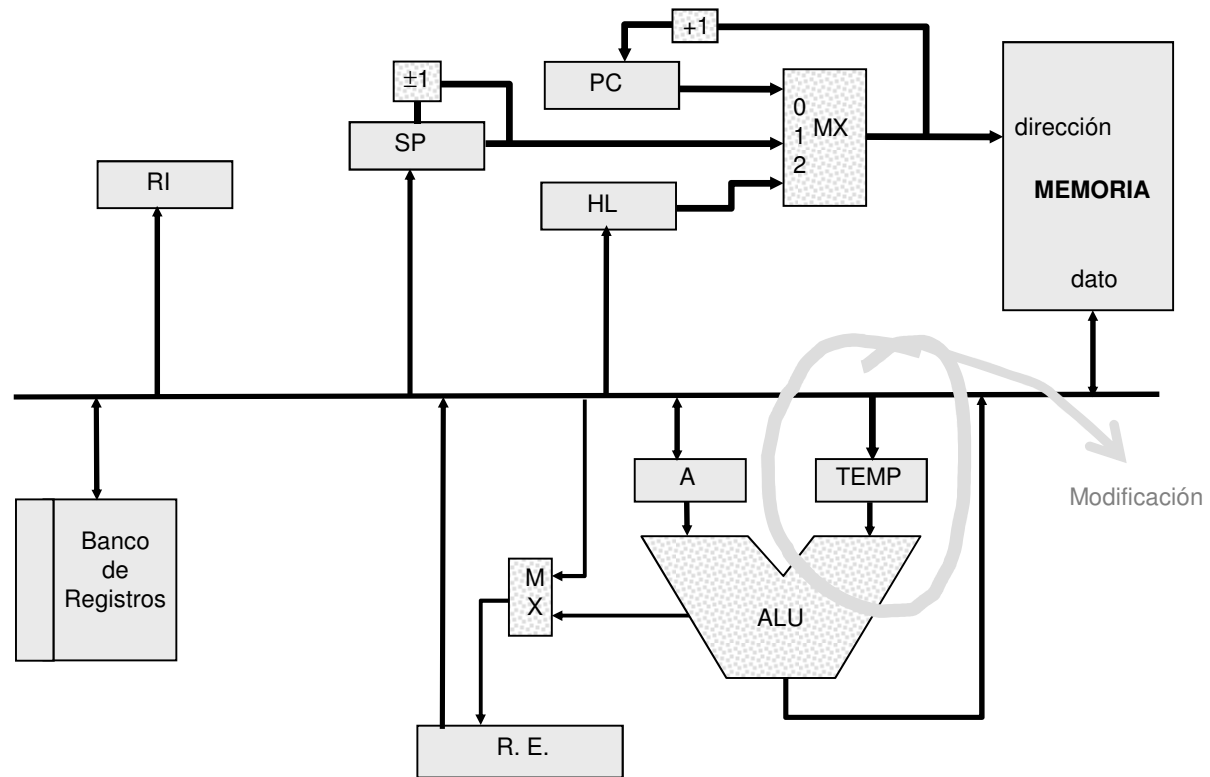 +1
±1
PC
0
1
2
MX
dirección
SP
RI
HL
MEMORIA
dato
A
TEMP
Modificación
Banco
de
Registros
M
X
ALU
R. E.